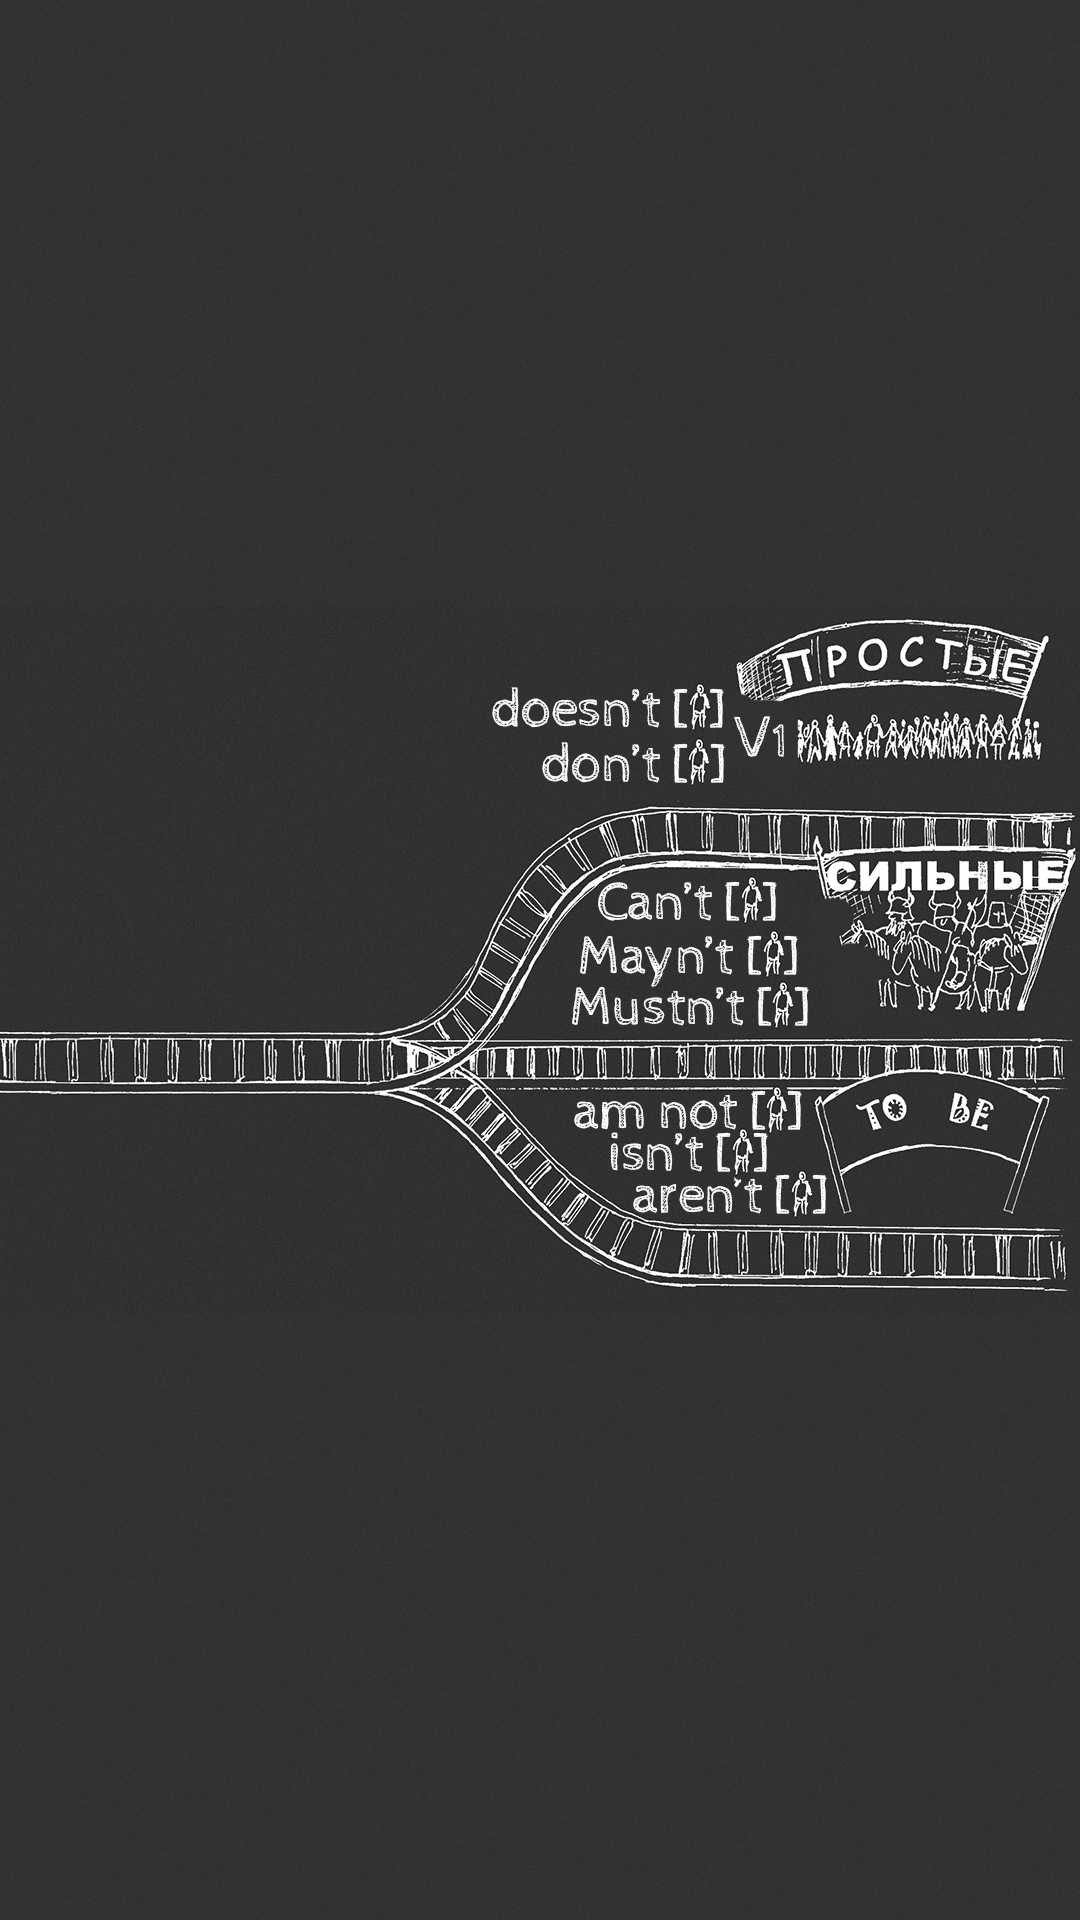 ПРОСТЫЕ
doesn't [ ]
don't [ ]
V1
СИЛЬНЫЕ
Can't [ ]
Mayn't [ ]
Mustn't [ ]
TO BE
am not [ ]
isn't [ ]
aren't [ ]